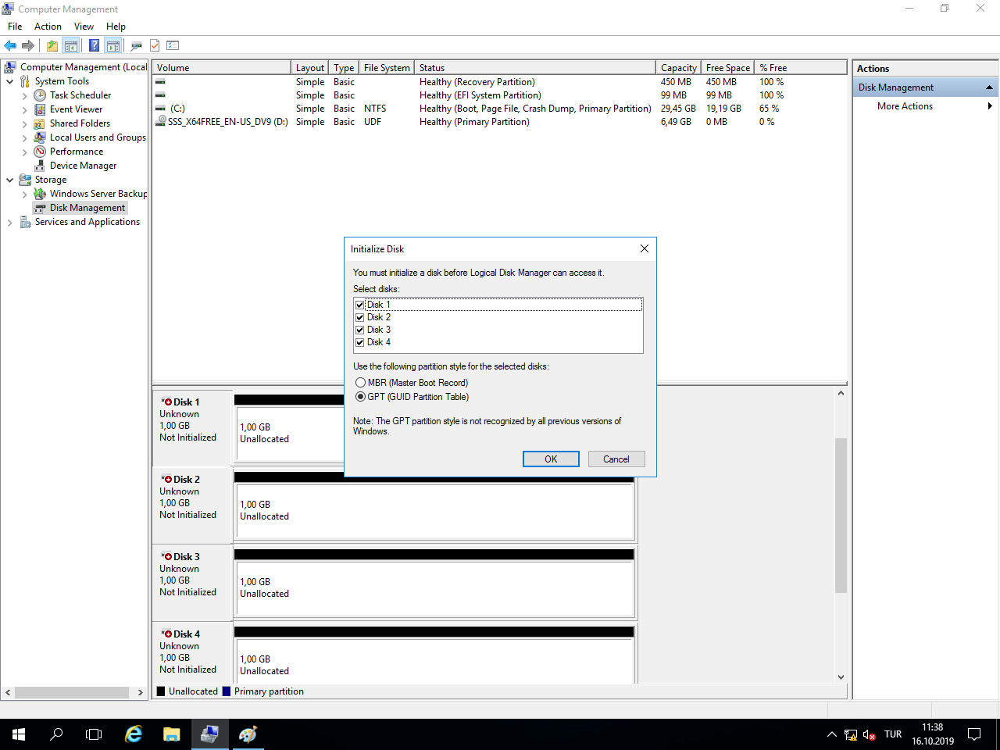 Computer Management
File Action View Help
Computer Management (Local
System Tools
Task Scheduler
Event Viewer
Shared Folders
Local Users and Groups
Performance
Device Manager
Storage
Windows Server Backup
Disk Management
Services and Applications
Volume Layout Type File System Status Capacity Free Space % Free
Simple Basic Healthy (Recovery Partition) 450 MB 450 MB 100 %
Simple Basic Healthy (EFI System Partition) 99 MB 99 MB 100 %
(C:) Simple Basic NTFS Healthy (Boot, Page File, Crash Dump, Primary Partition) 29,45 GB 19,19 GB 65 %
SSS_X64FREE_EN-US_DV9 (D:) Simple Basic UDF Healthy (Primary Partition) 6,49 GB 0 MB 0 %
Actions
Disk Management
More Actions
Initialize Disk
You must initialize a disk before Logical Disk Manager can access it.
Select disks:
Disk 1
Disk 2
Disk 3
Disk 4
Use the following partition style for the selected disks:
MBR (Master Boot Record)
GPT (GUID Partition Table)
Note: The GPT partition style is not recognized by all previous versions of
Windows.
OK Cancel
Disk 1
Unknown
1,00 GB
Not Initialized
1,00 GB
Unallocated
Disk 2
Unknown
1,00 GB
Not Initialized
1,00 GB
Unallocated
Disk 3
Unknown
1,00 GB
Not Initialized
1,00 GB
Unallocated
Disk 4
Unknown
1,00 GB
Not Initialized
1,00 GB
Unallocated
Unallocated Primary partition
TUR
11:38
16.10.2019